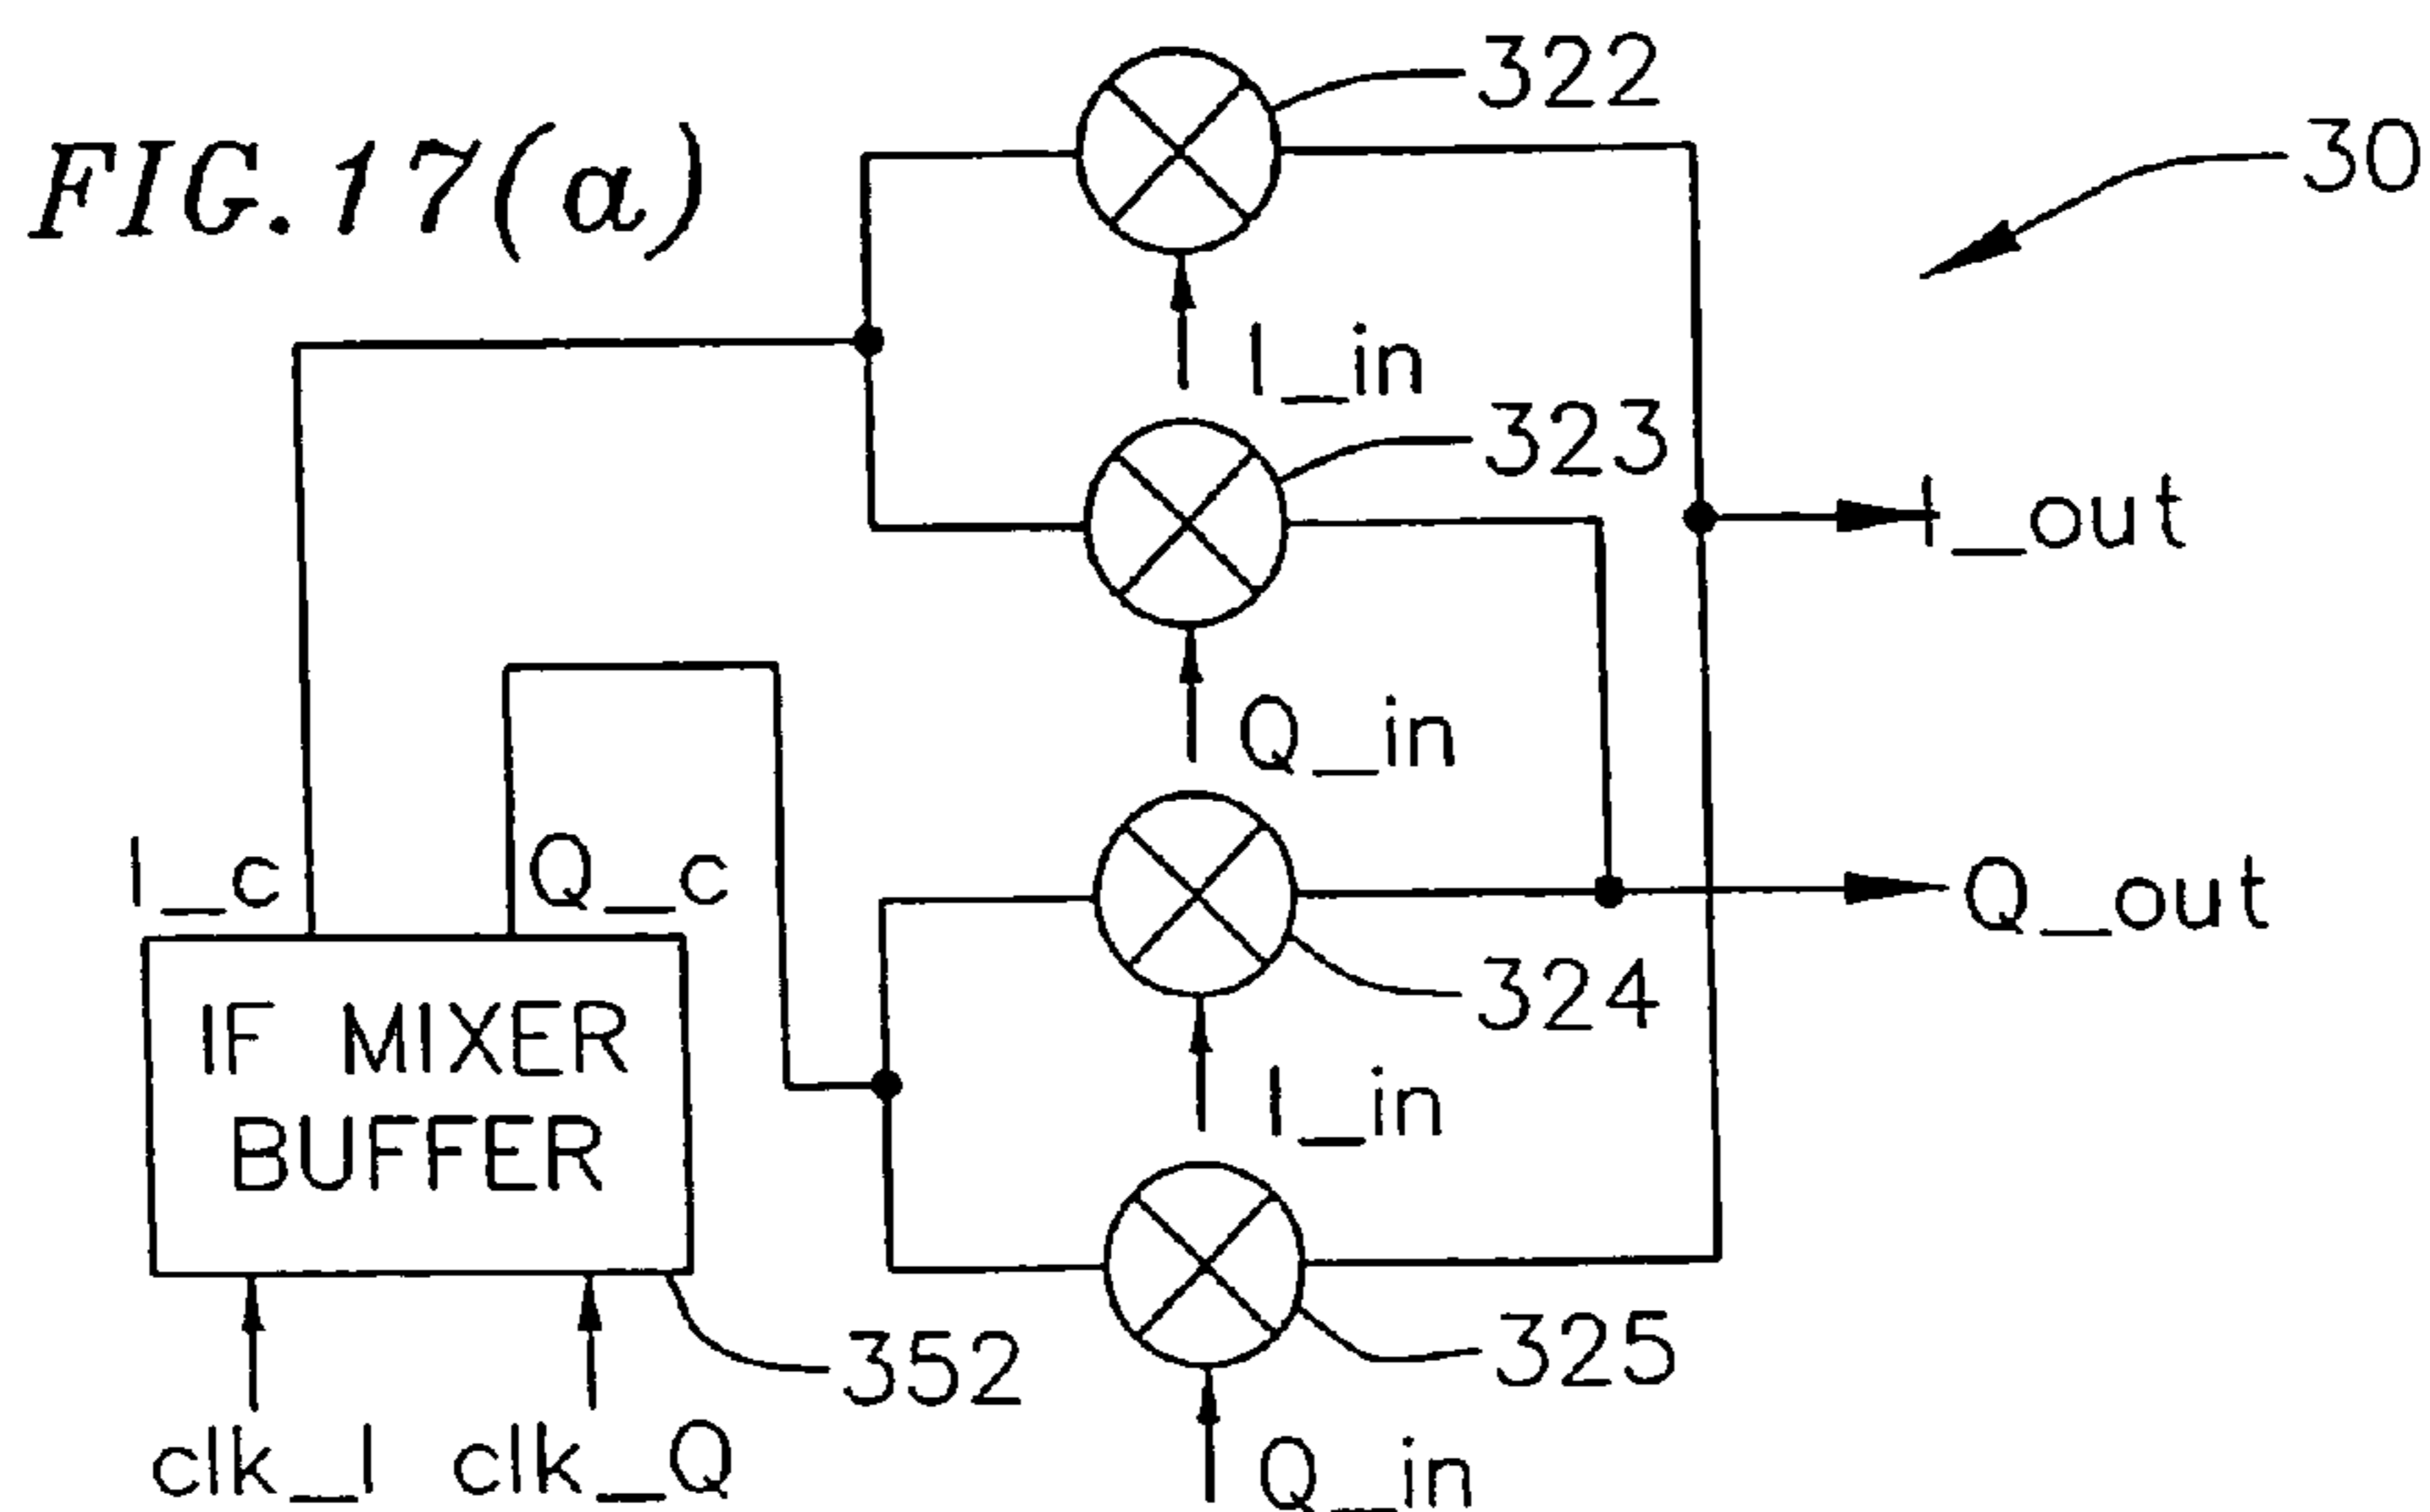 FIG. 17(a)
322
30
I_in
323
I_out
Q_in
I_c
Q_c
Q_out
324
IF MIXER
BUFFER
I_in
352
325
clk_I
clk_Q
Q_in